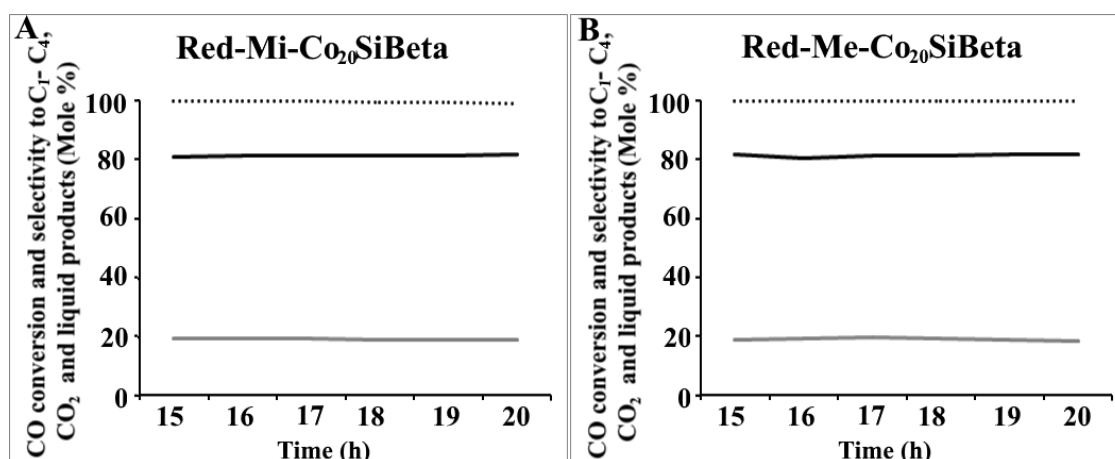 A
Red-Mi-Co₂₀SiBeta
CO conversion and selectivity to C₁- C₄,
CO₂ and liquid products (Mole %)
100
80
60
40
20
0
15 16 17 18 19 20
Time (h)
B
Red-Me-Co₂₀SiBeta
CO conversion and selectivity to C₁- C₄,
CO₂ and liquid products (Mole %)
100
80
60
40
20
0
15 16 17 18 19 20
Time (h)